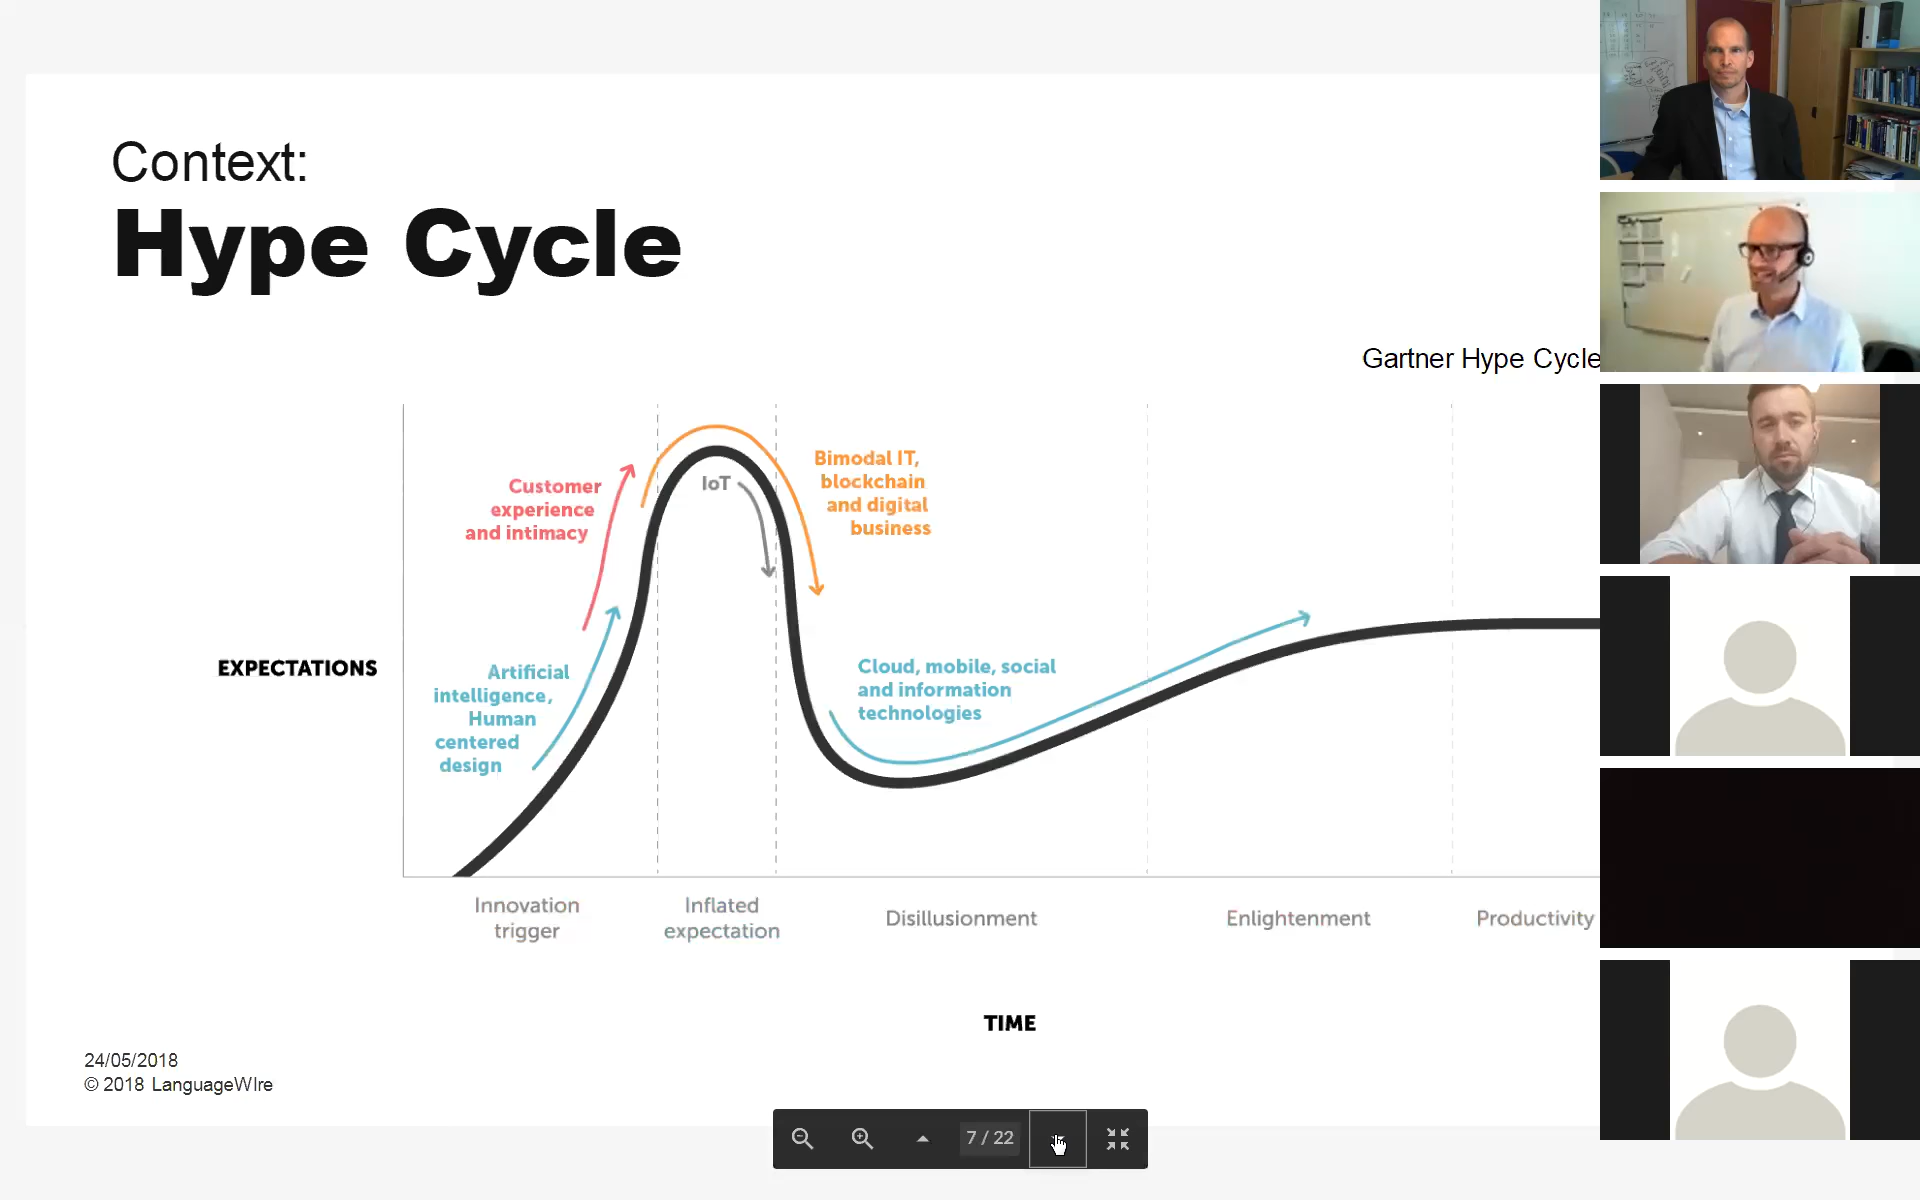 Context:
Hype Cycle
Gartner Hype Cycle
Customer
experience
and intimacy
IoT
Bimodal IT,
blockchain
and digital
business
Artificial
intelligence,
Human
centered
design
Cloud, mobile, social
and information
technologies
EXPECTATIONS
Innovation
trigger
Inflated
expectation
Disillusionment
Enlightenment
Productivity
TIME
24/05/2018
© 2018 LanguageWIre
7 / 22